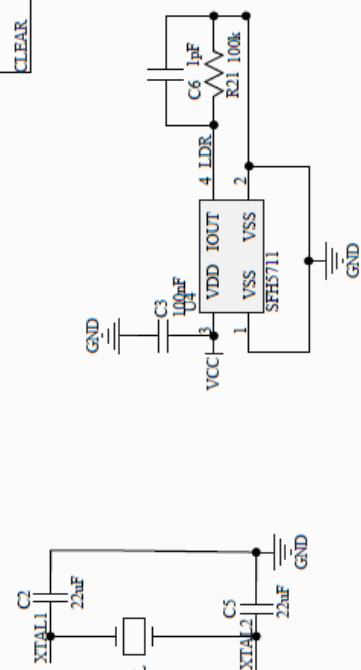 CLEAR
C6 1pF
R21 100k
LDR
4
2
IOUT
VSS
VDD
VSS
SFH5711
U4
C3
100nF
GND
3
1
VCC
GND
C2
22uF
XTAL1
C5
22uF
XTAL2
GND